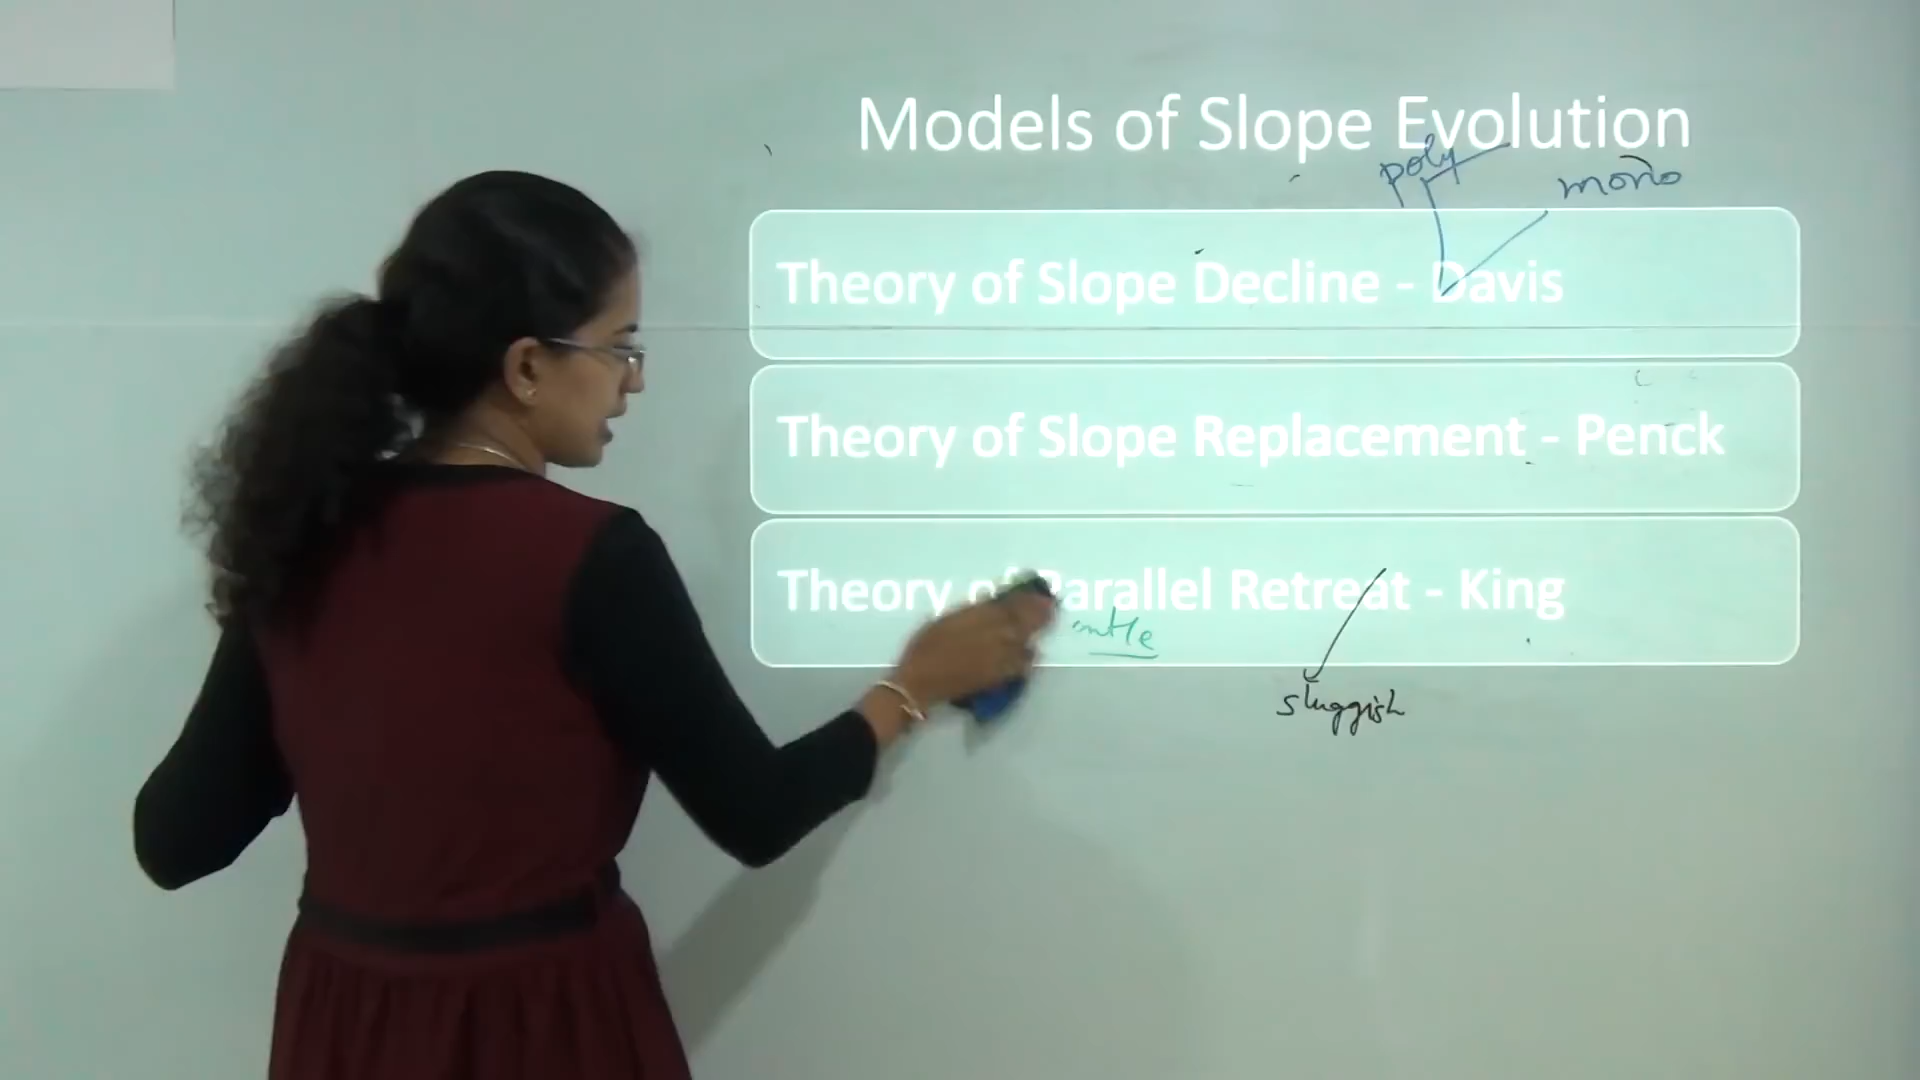 Models of Slope Evolution
poly
mono
Theory of Slope Decline - Davis
Theory of Slope Replacement - Penck
Theory of Parallel Retreat - King
sluggish